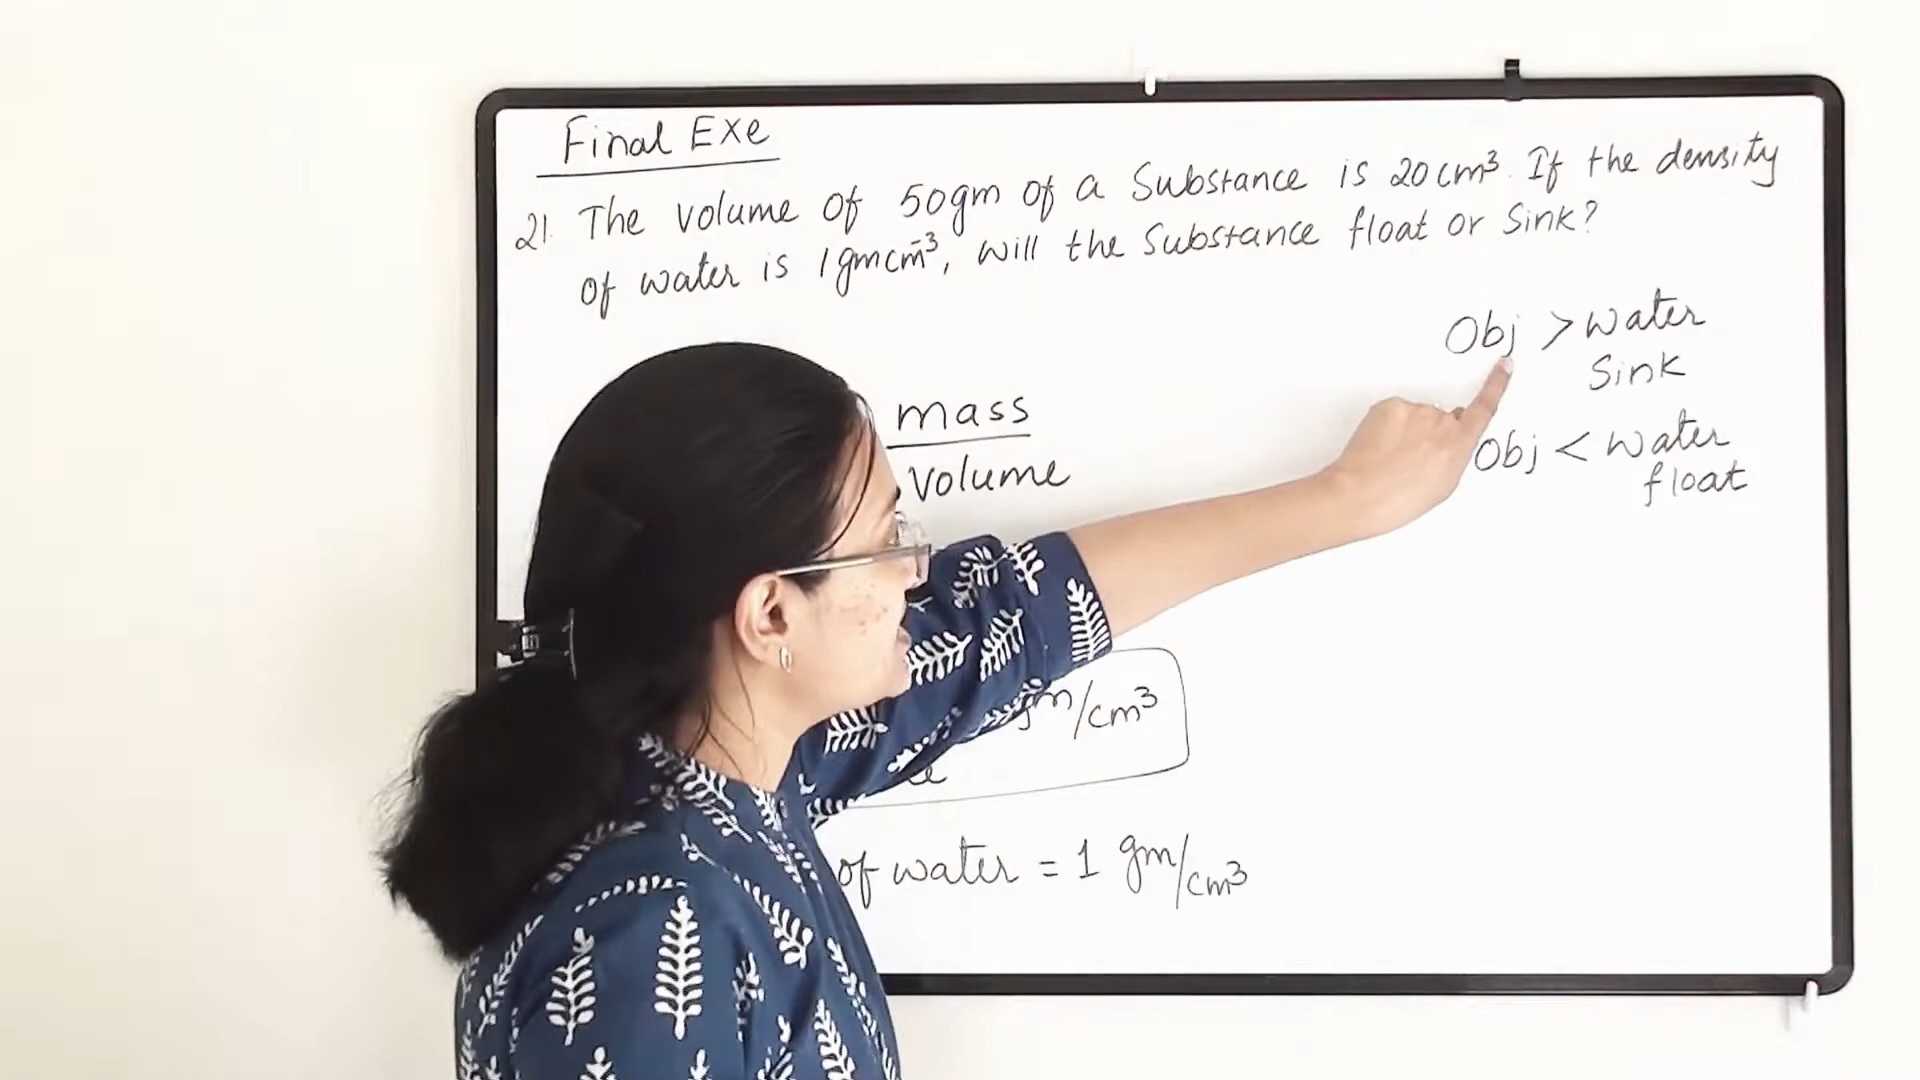 Final Exe
21. The volume of 50gm of a Substance is 20cm³. If the density
of water is 1gmcm⁻³, will the Substance float or Sink?
Obj > water
Sink
mass
volume
Obj < water
float
gm/cm³
of water = 1 gm/cm³